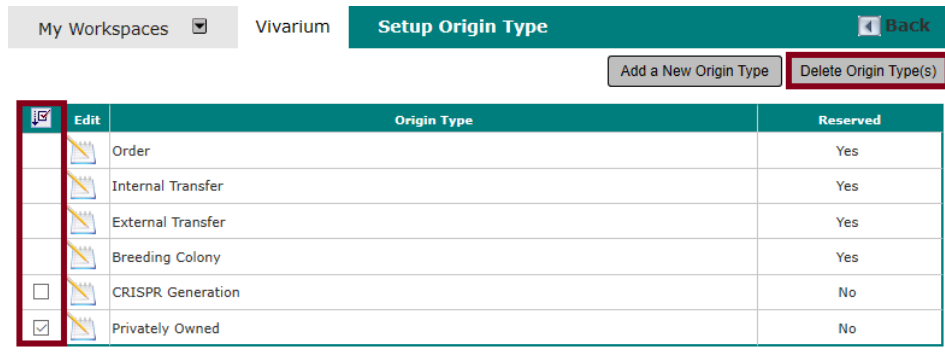 My Workspaces Vivarium Setup Origin Type Back
Add a New Origin Type Delete Origin Type(s)
Edit Origin Type Reserved
Order Yes
Internal Transfer Yes
External Transfer Yes
Breeding Colony Yes
CRISPR Generation No
Privately Owned No